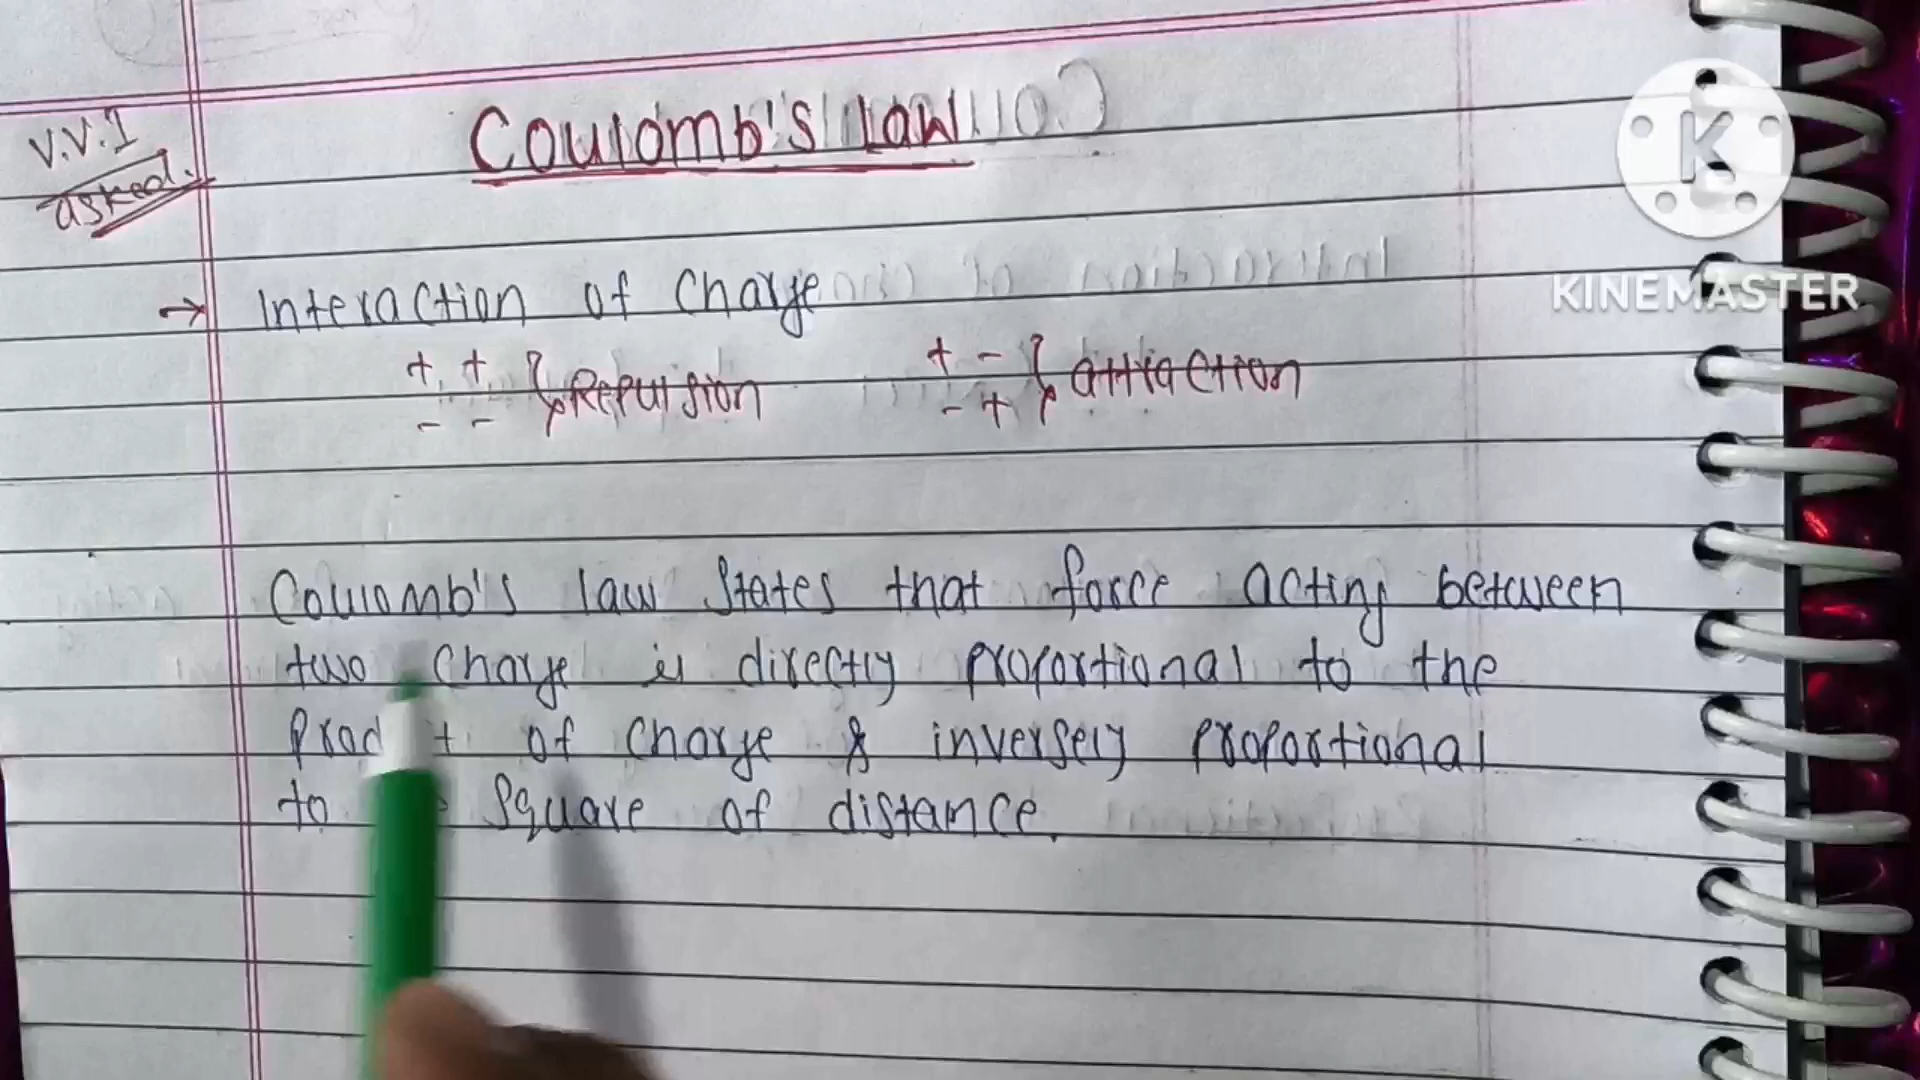 V.V.I
asked.
Coulomb's law
→ Interaction of Charge
+ + } Repulsion + - } attraction
- - - +
Coulomb's law states that force acting between
two charge is directly proportional to the
Prod t of charge & inversely proportional
to square of distance.
K
KINEMASTER